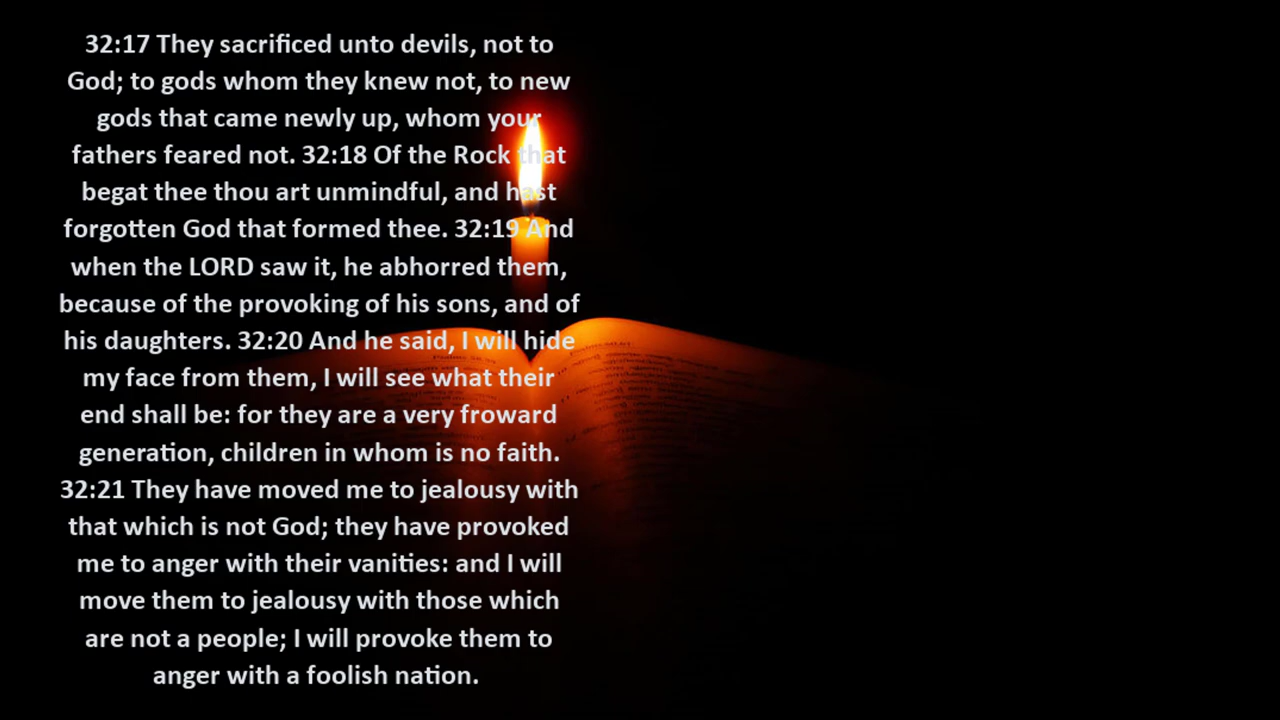 32:17 They sacrificed unto devils, not to
God; to gods whom they knew not, to new
gods that came newly up, whom your
fathers feared not. 32:18 Of the Rock that
begat thee thou art unmindful, and hast
forgotten God that formed thee. 32:19 And
when the LORD saw it, he abhorred them,
because of the provoking of his sons, and of
his daughters. 32:20 And he said, I will hide
my face from them, I will see what their
end shall be: for they are a very froward
generation, children in whom is no faith.
32:21 They have moved me to jealousy with
that which is not God; they have provoked
me to anger with their vanities: and I will
move them to jealousy with those which
are not a people; I will provoke them to
anger with a foolish nation.